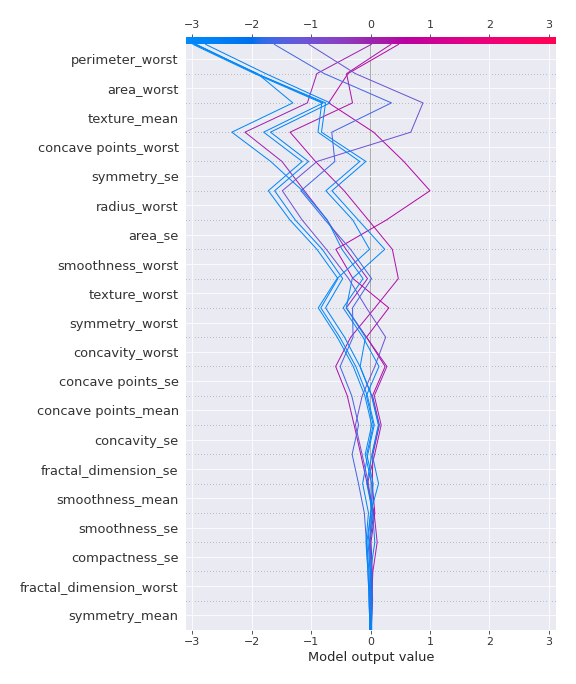 −3 −2 −1 0 1 2 3
perimeter_worst
area_worst
texture_mean
concave points_worst
symmetry_se
radius_worst
area_se
smoothness_worst
texture_worst
symmetry_worst
concavity_worst
concave points_se
concave points_mean
concavity_se
fractal_dimension_se
smoothness_mean
smoothness_se
compactness_se
fractal_dimension_worst
symmetry_mean
−3 −2 −1 0 1 2 3
Model output value